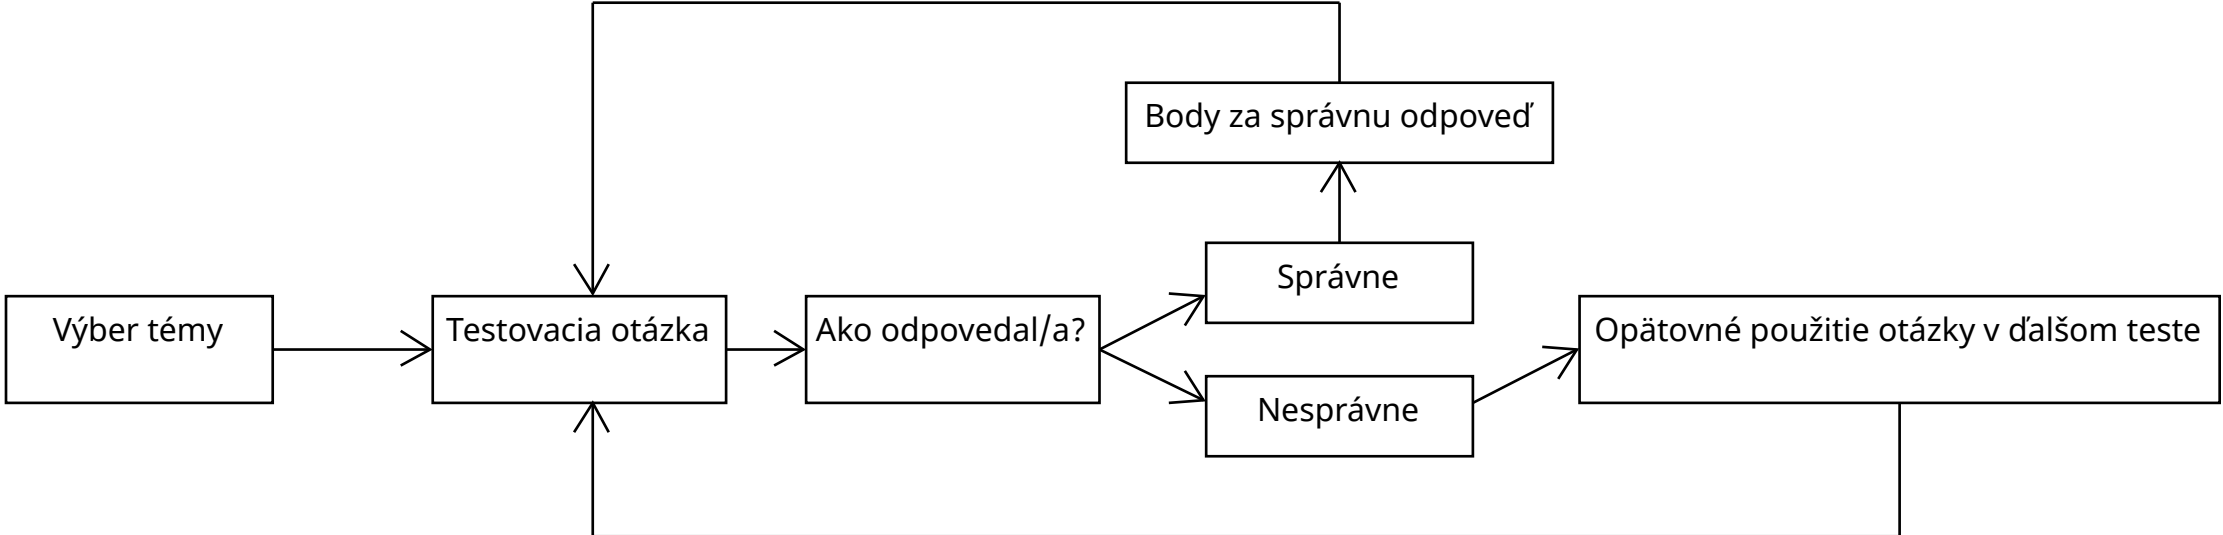 Body za správnu odpoveď
Správne
Výber témy
Testovacia otázka
Ako odpovedal/a?
Opätovné použitie otázky v ďalšom teste
Nesprávne